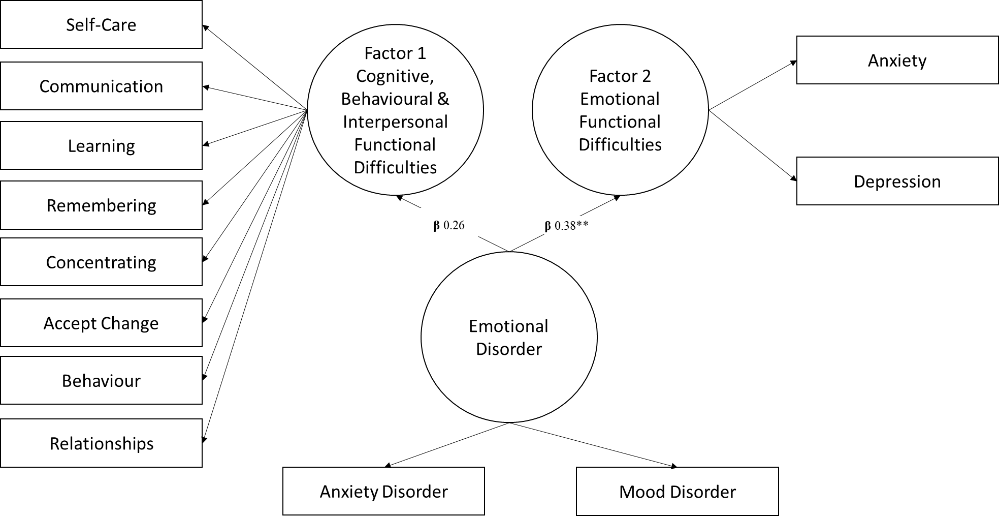 Self-Care
Communication
Learning
Remembering
Concentrating
Accept Change
Behaviour
Relationships
Factor 1
Cognitive,
Behavioural &
Interpersonal
Functional
Difficulties
Factor 2
Emotional
Functional
Difficulties
Anxiety
Depression
β 0.26
β 0.38**
Emotional
Disorder
Anxiety Disorder
Mood Disorder